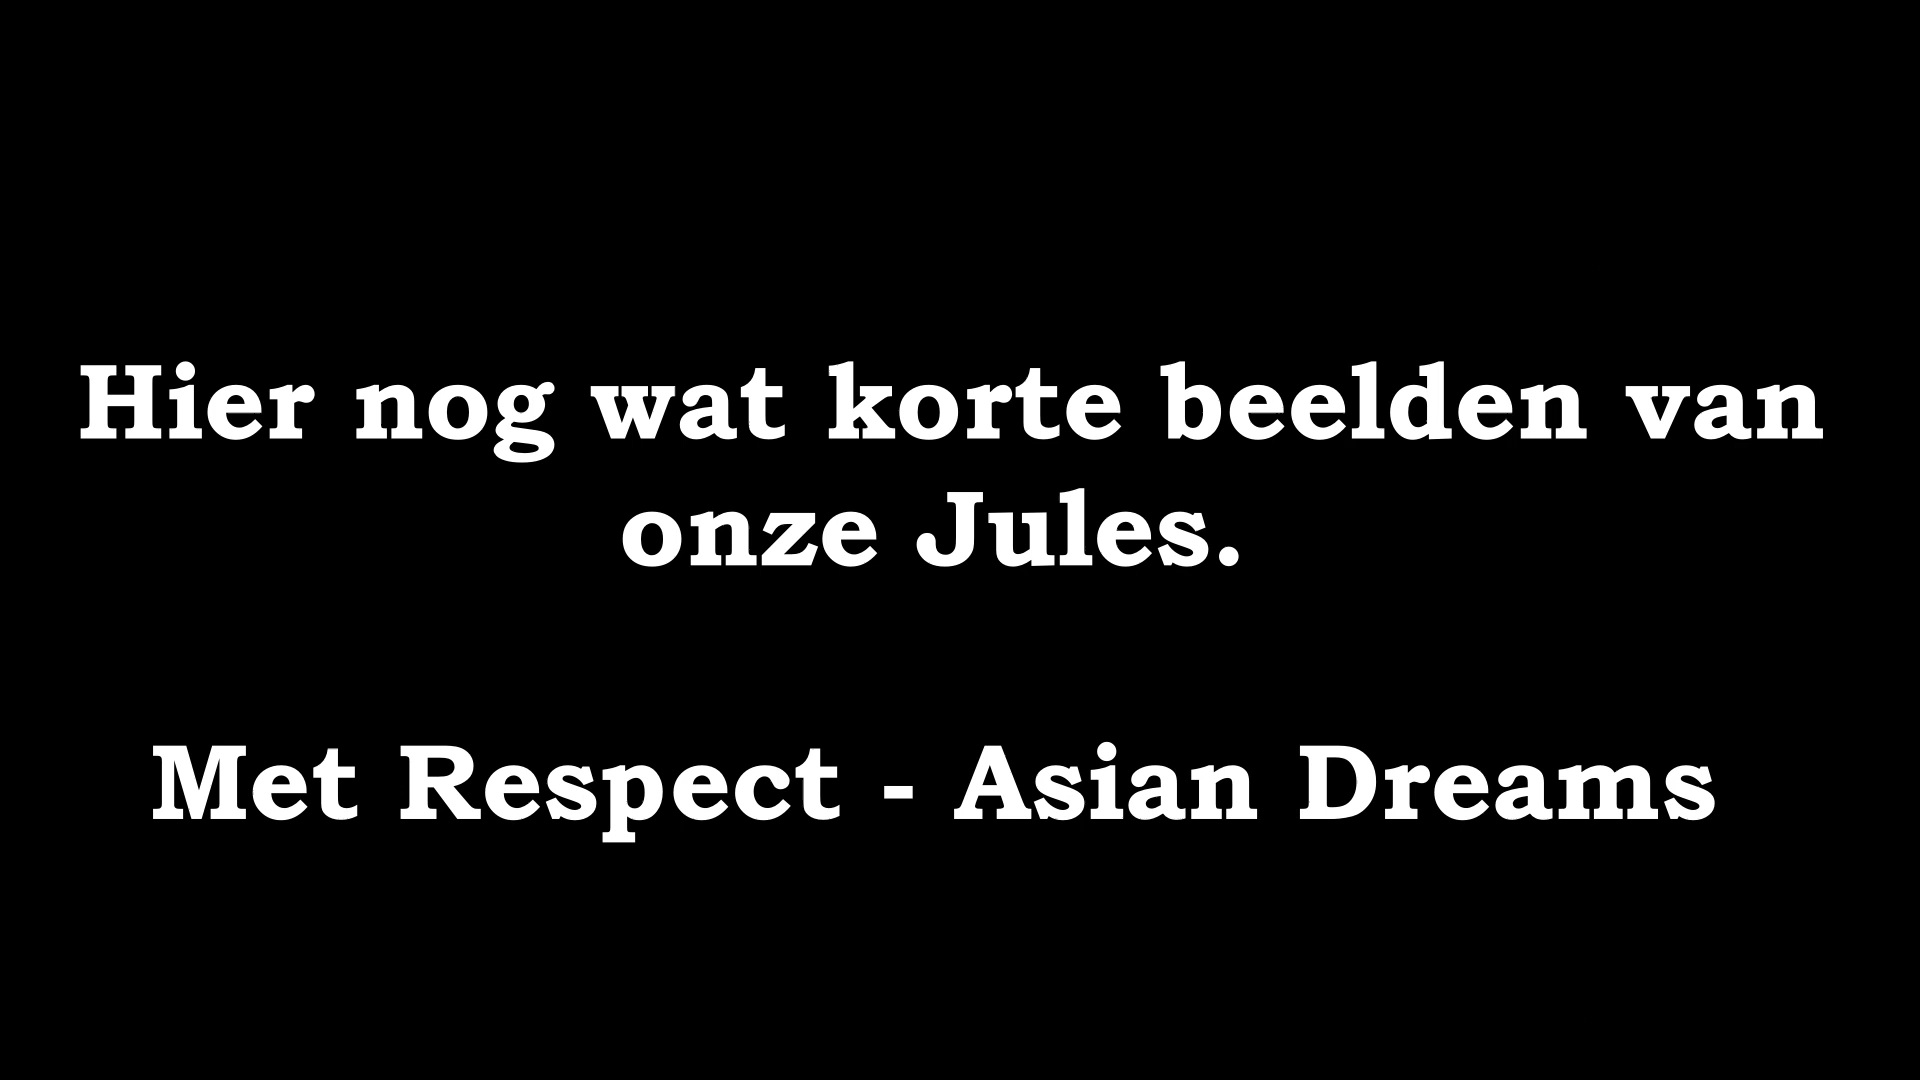 Hier nog wat korte beelden van
onze Jules.
Met Respect - Asian Dreams